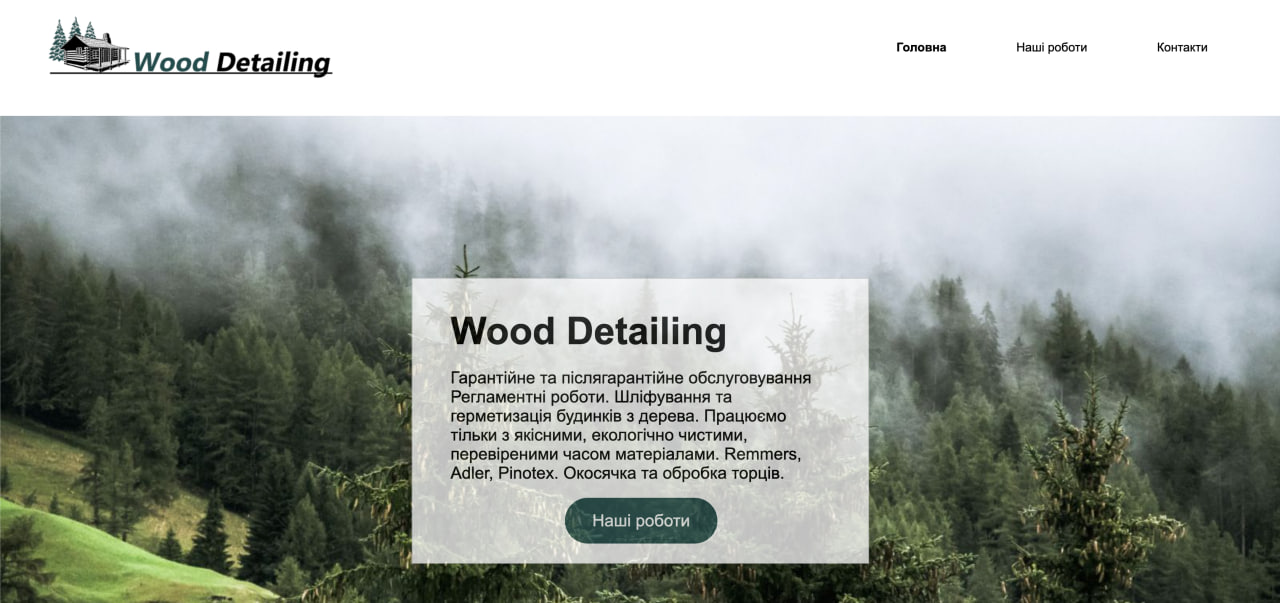 Wood Detailing
Головна
Наші роботи
Контакти
Wood Detailing
Гарантійне та післягарантійне обслуговування
Регламентні роботи. Шліфування та
герметизація будинків з дерева. Працюємо
тільки з якісними, екологічно чистими,
перевіреними часом матеріалами. Remmers,
Adler, Pinotex. Окосячка та обробка торців.
Наші роботи